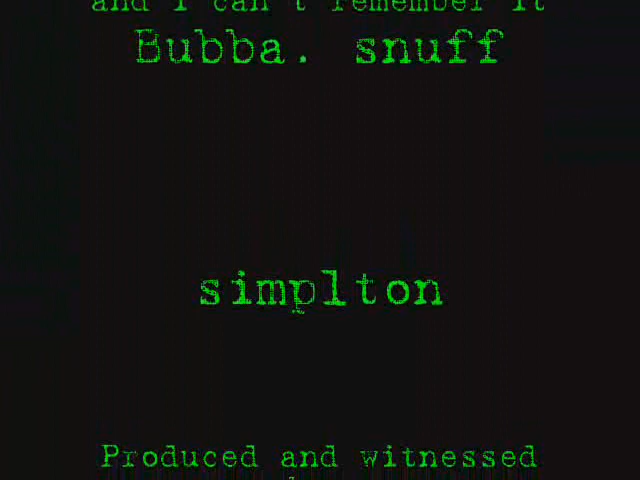 and I can't remember it
Bubba. snuff
simplton
Produced and witnessed